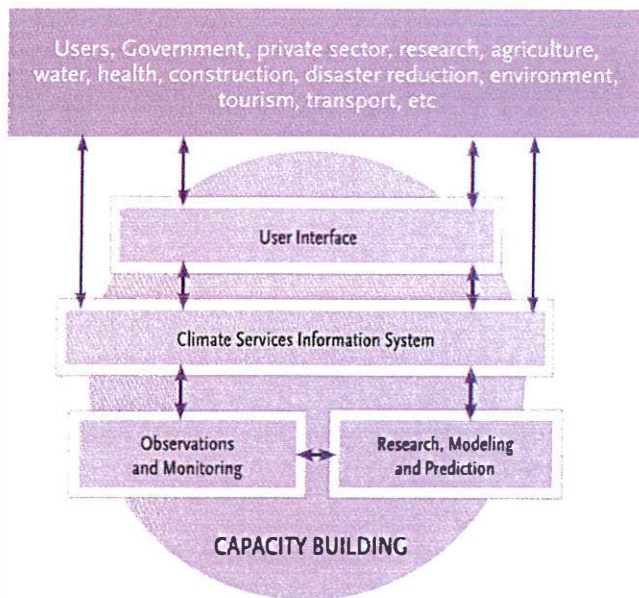 Users, Government, private sector, research, agriculture,
water, health, construction, disaster reduction, environment,
tourism, transport, etc
User Interface
Climate Services Information System
Observations
and Monitoring
Research, Modeling
and Prediction
CAPACITY BUILDING